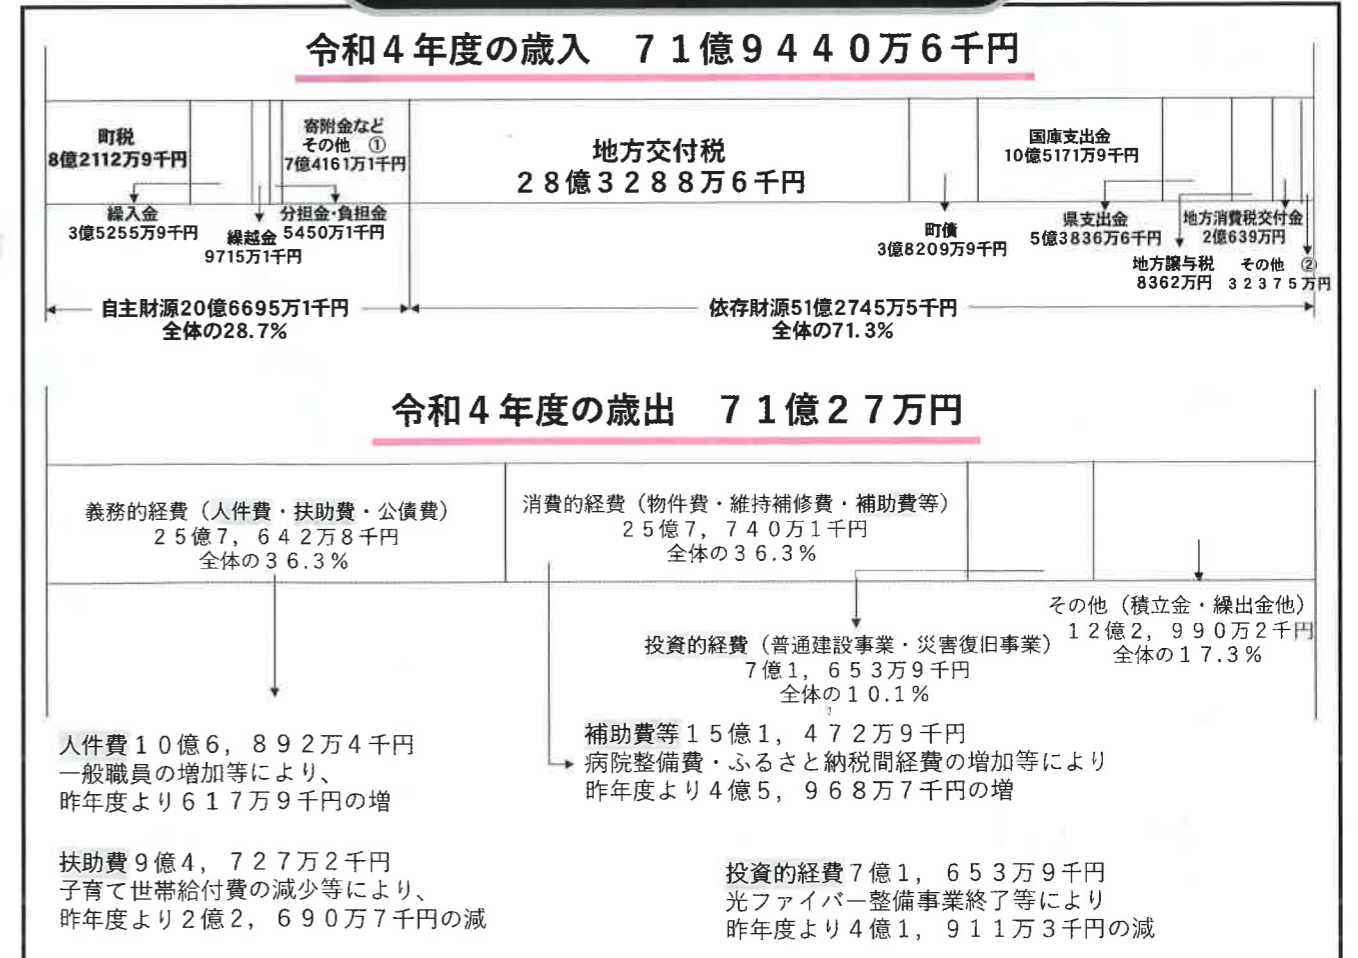 令和４年度の歳入　７１億９４４０万６千円
町税
8億2112万9千円
寄附金など
その他　①
7億4161万1千円
地方交付税
２８億３２８８万６千円
国庫支出金
10億5171万9千円
繰入金
3億5255万9千円
繰越金
9715万1千円
分担金・負担金
5450万1千円
町債
3億8209万9千円
県支出金
5億3836万6千円
地方消費税交付金
2億639万円
地方譲与税
8362万円
その他　②
３２３７５万円
自主財源20億6695万1千円
全体の28.7%
依存財源51億2745万5千円
全体の71.3%
令和４年度の歳出　７１億２７万円
義務的経費（人件費・扶助費・公債費）
２５億７，６４２万８千円
全体の３６.３％
消費的経費（物件費・維持補修費・補助費等）
２５億７，７４０万１千円
全体の３６.３％
投資的経費（普通建設事業・災害復旧事業）
７億１，６５３万９千円
全体の１０.１％
その他（積立金・繰出金他）
１２億２，９９０万２千円
全体の１７.３％
人件費１０億６，８９２万４千円
一般職員の増加等により、
昨年度より６１７万９千円の増
補助費等１５億１，４７２万９千円
病院整備費・ふるさと納税間経費の増加等により
昨年度より４億５，９６８万７千円の増
扶助費９億４，７２７万２千円
子育て世帯給付費の減少等により、
昨年度より２億２，６９０万７千円の減
投資的経費７億１，６５３万９千円
光ファイバー整備事業終了等により
昨年度より４億１，９１１万３千円の減